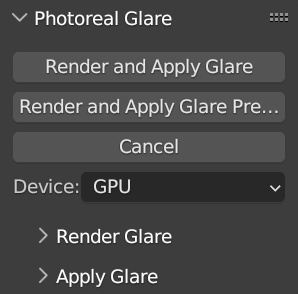 Photoreal Glare
Render and Apply Glare
Render and Apply Glare Pre...
Cancel
Device: GPU
Render Glare
Apply Glare